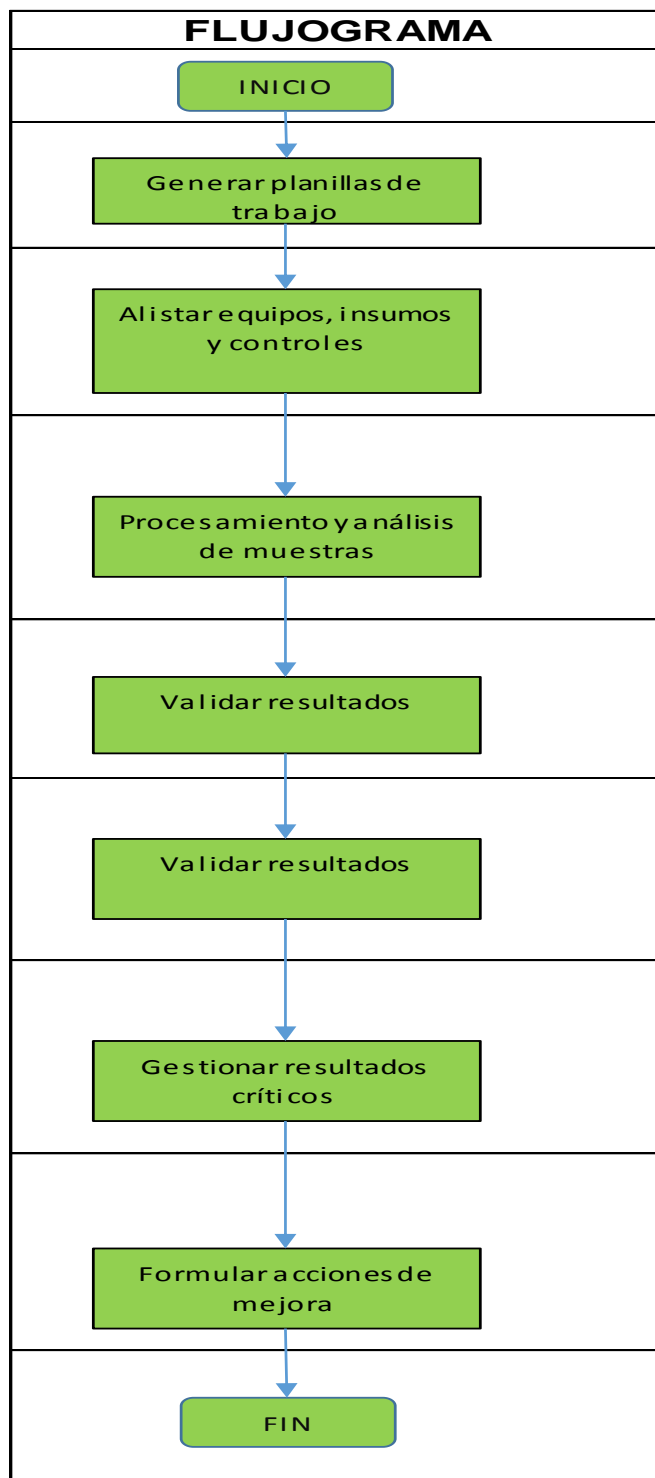 FLUJOGRAMA
INICIO
Generar planillas de
trabajo
Alistar equipos, insumos
y controles
Procesamiento y análisis
de muestras
Validar resultados
Validar resultados
Gestionar resultados
críticos
Formular acciones de
mejora
FIN